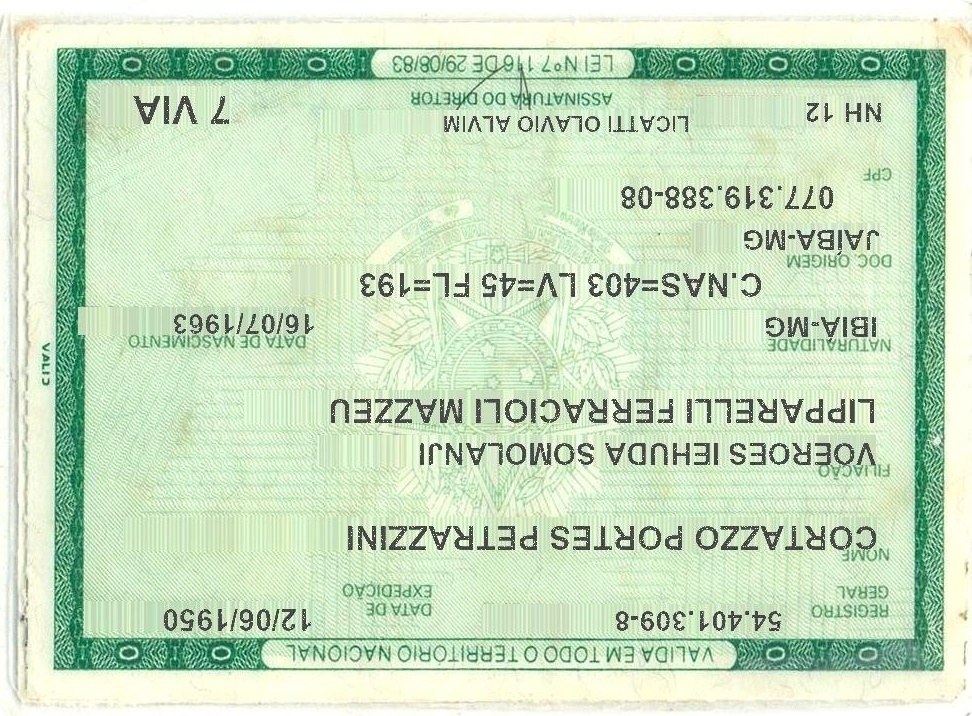 VALIDA EM TODO O TERRITÓRIO NACIONAL
REGISTRO GERAL 54.401.309-8 DATA DE EXPEDIÇÃO 12/06/1950
NOME
CORTAZZO PORTES PETRAZZINI
FILIAÇÃO
VOEROES IEHUDA SOMOLANJI
LIPPARELLI FERRACIOLI MAZZEU
NATURALIDADE DATA DE NASCIMENTO
IBIÁ-MG 16/07/1963
C.NAS=403 LV=45 FL=193
DOC. ORIGEM
JAÍBA-MG
077.319.388-08
CPF
NH 12 LICATTI OLAVIO ALVIM 7 VIA
ASSINATURA DO DIRETOR
LEI Nº 7.116 DE 29/08/83